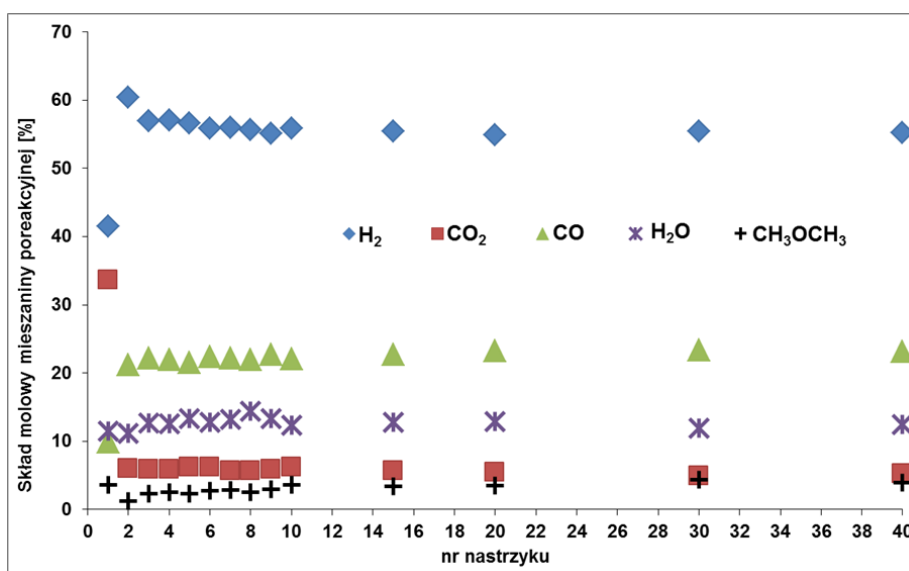 Skład molowy mieszaniny poreakcyjnej [%]
70
60
50
40
30
20
10
0
H₂ CO₂ CO H₂O CH₃OCH₃
0 2 4 6 8 10 12 14 16 18 20 22 24 26 28 30 32 34 36 38 40
nr nastrzyku